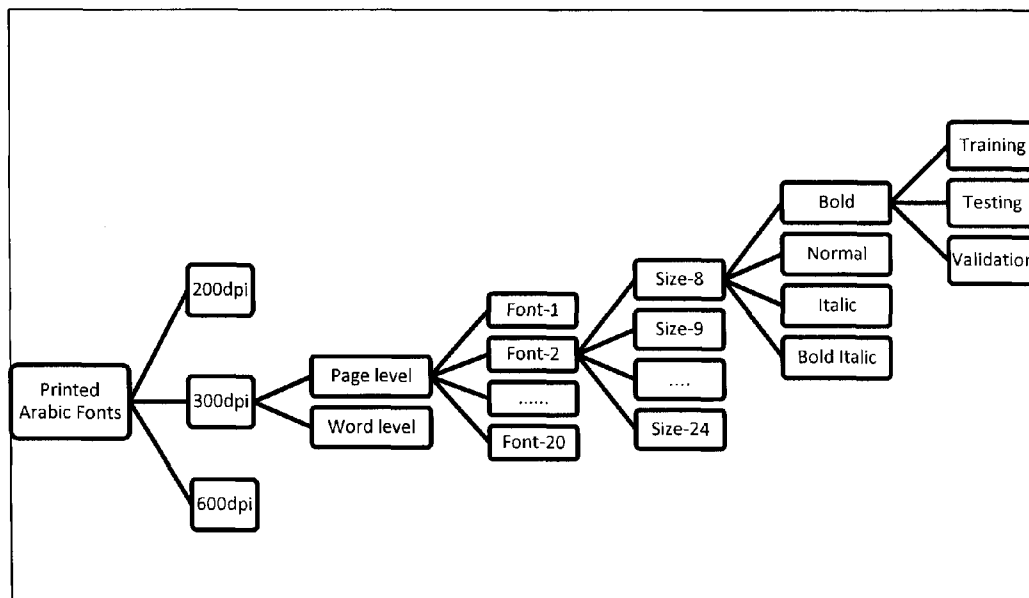 Printed
Arabic Fonts
200dpi
300dpi
600dpi
Page level
Word level
Font-1
Font-2
......
Font-20
Size-8
Size-9
....
Size-24
Bold
Normal
Italic
Bold Italic
Training
Testing
Validation